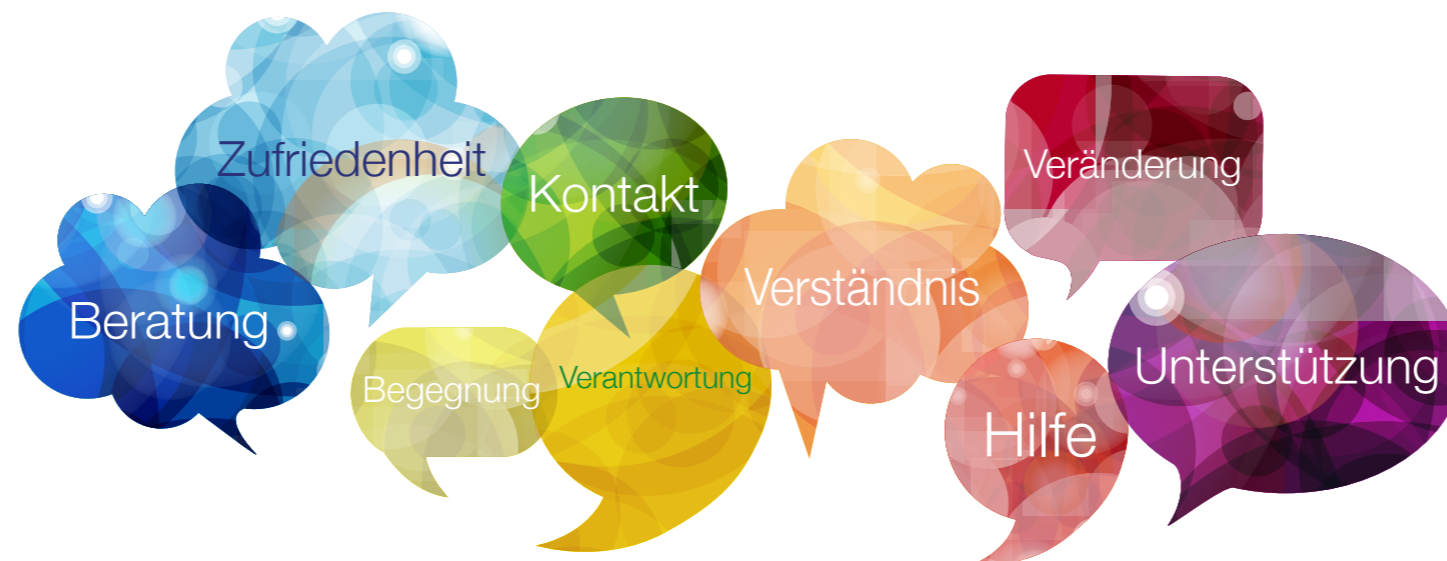 Zufriedenheit
Kontakt
Veränderung
Beratung
Verständnis
Begegnung
Verantwortung
Unterstützung
Hilfe